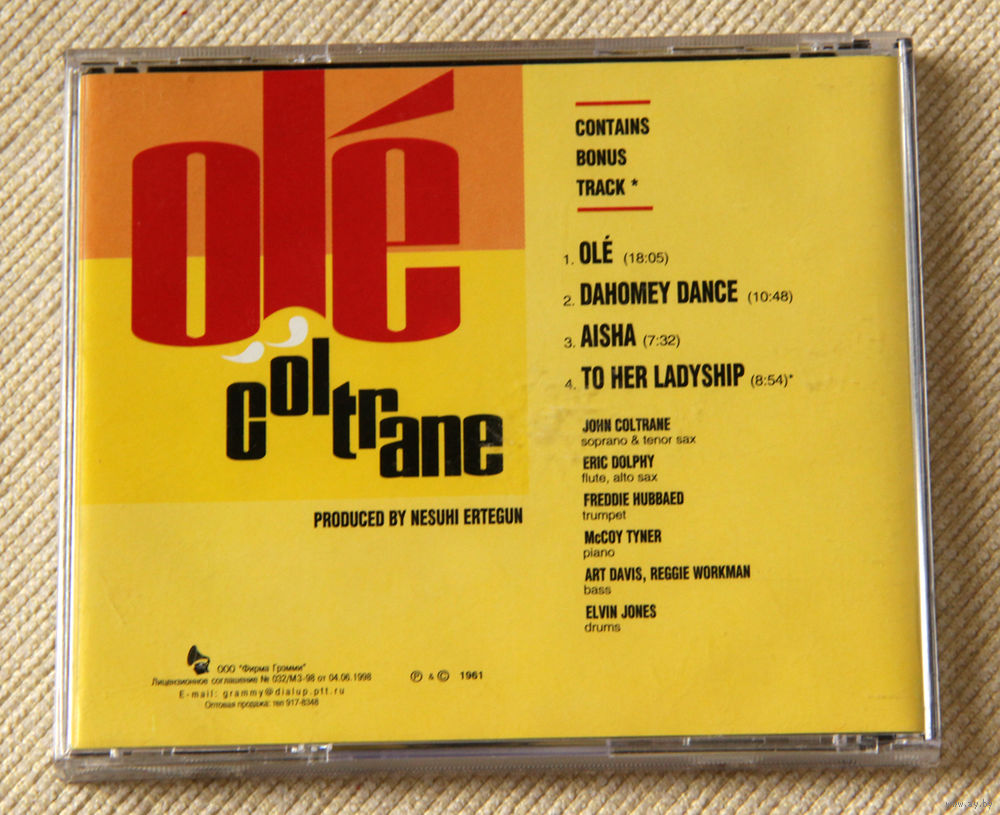 olé
coltrane
PRODUCED BY NESUHI ERTEGUN
CONTAINS
BONUS
TRACK *
1. OLÉ (18:05)
2. DAHOMEY DANCE (10:48)
3. AISHA (7:32)
4. TO HER LADYSHIP (8:54)*
JOHN COLTRANE
soprano & tenor sax
ERIC DOLPHY
flute, alto sax
FREDDIE HUBBAED
trumpet
McCOY TYNER
piano
ART DAVIS, REGGIE WORKMAN
bass
ELVIN JONES
drums
ООО "Фирма Грэмми"
Лицензионное соглашение № 032/МЗ-98 от 04.06.1998
E-mail: grammy@dialup.ptt.ru
Оптовая продажа: тел 917-8348
℗ & © 1961
www.ay.by